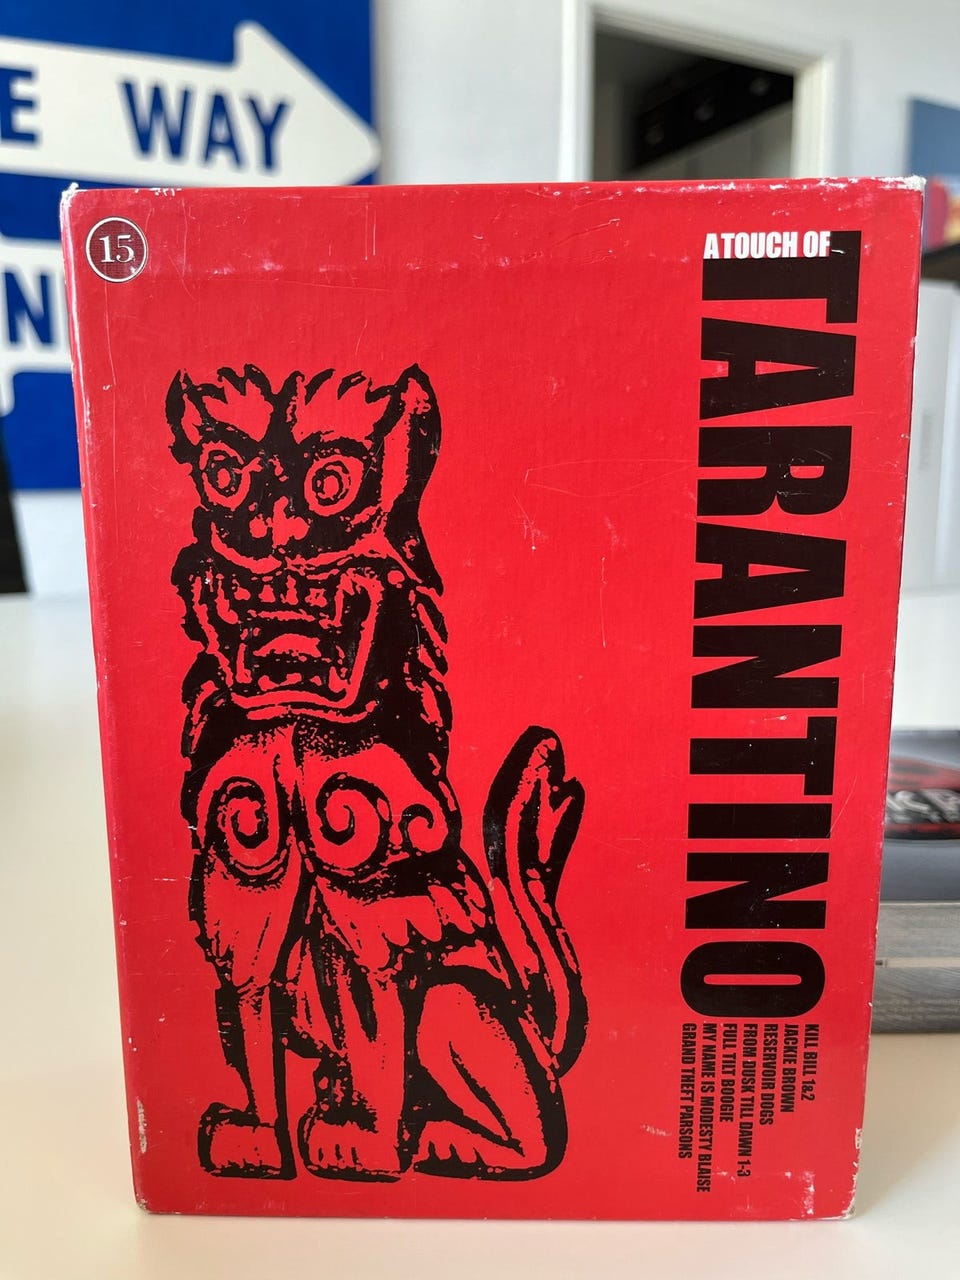 E WAY
N
15
A TOUCH OF
TARANTINO
KILL BILL 1&2
JACKIE BROWN
RESERVOIR DOGS
FROM DUSK TILL DAWN 1-3
FULL TILT BOOGIE
MY NAME IS MODESTY BLAISE
GRAND THEFT PARSONS